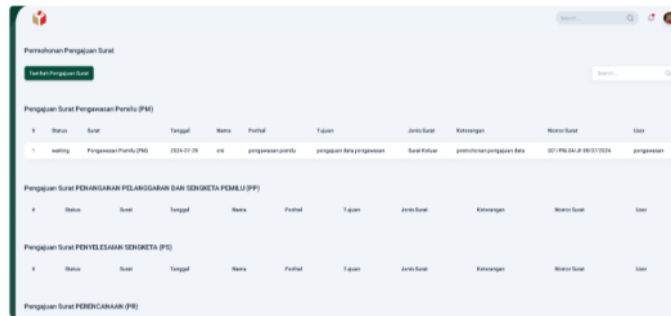 Search...
Permohonan Pengajuan Surat
Tambah Pengajuan Surat
Search...
Pengajuan Surat Pengawasan Pemilu (PM)
# Status Surat Tanggal Nama Perihal Tujuan Jenis Surat Keterangan Nomor Surat User
1 waiting Pengawasan Pemilu (PM) 2024-07-29 eni pengawasan pemilu pengajuan data pengawasan Surat Keluar permohonan pengajuan data pengawasan
Pengajuan Surat PENANGANAN PELANGGARAN DAN SENGKETA PEMILU (PP)
# Status Surat Tanggal Nama Perihal Tujuan Jenis Surat Keterangan Nomor Surat User
Pengajuan Surat PENYELESAIAN SENGKETA (PS)
# Status Surat Tanggal Nama Perihal Tujuan Jenis Surat Keterangan Nomor Surat User
Pengajuan Surat PERENCANAAN (PR)